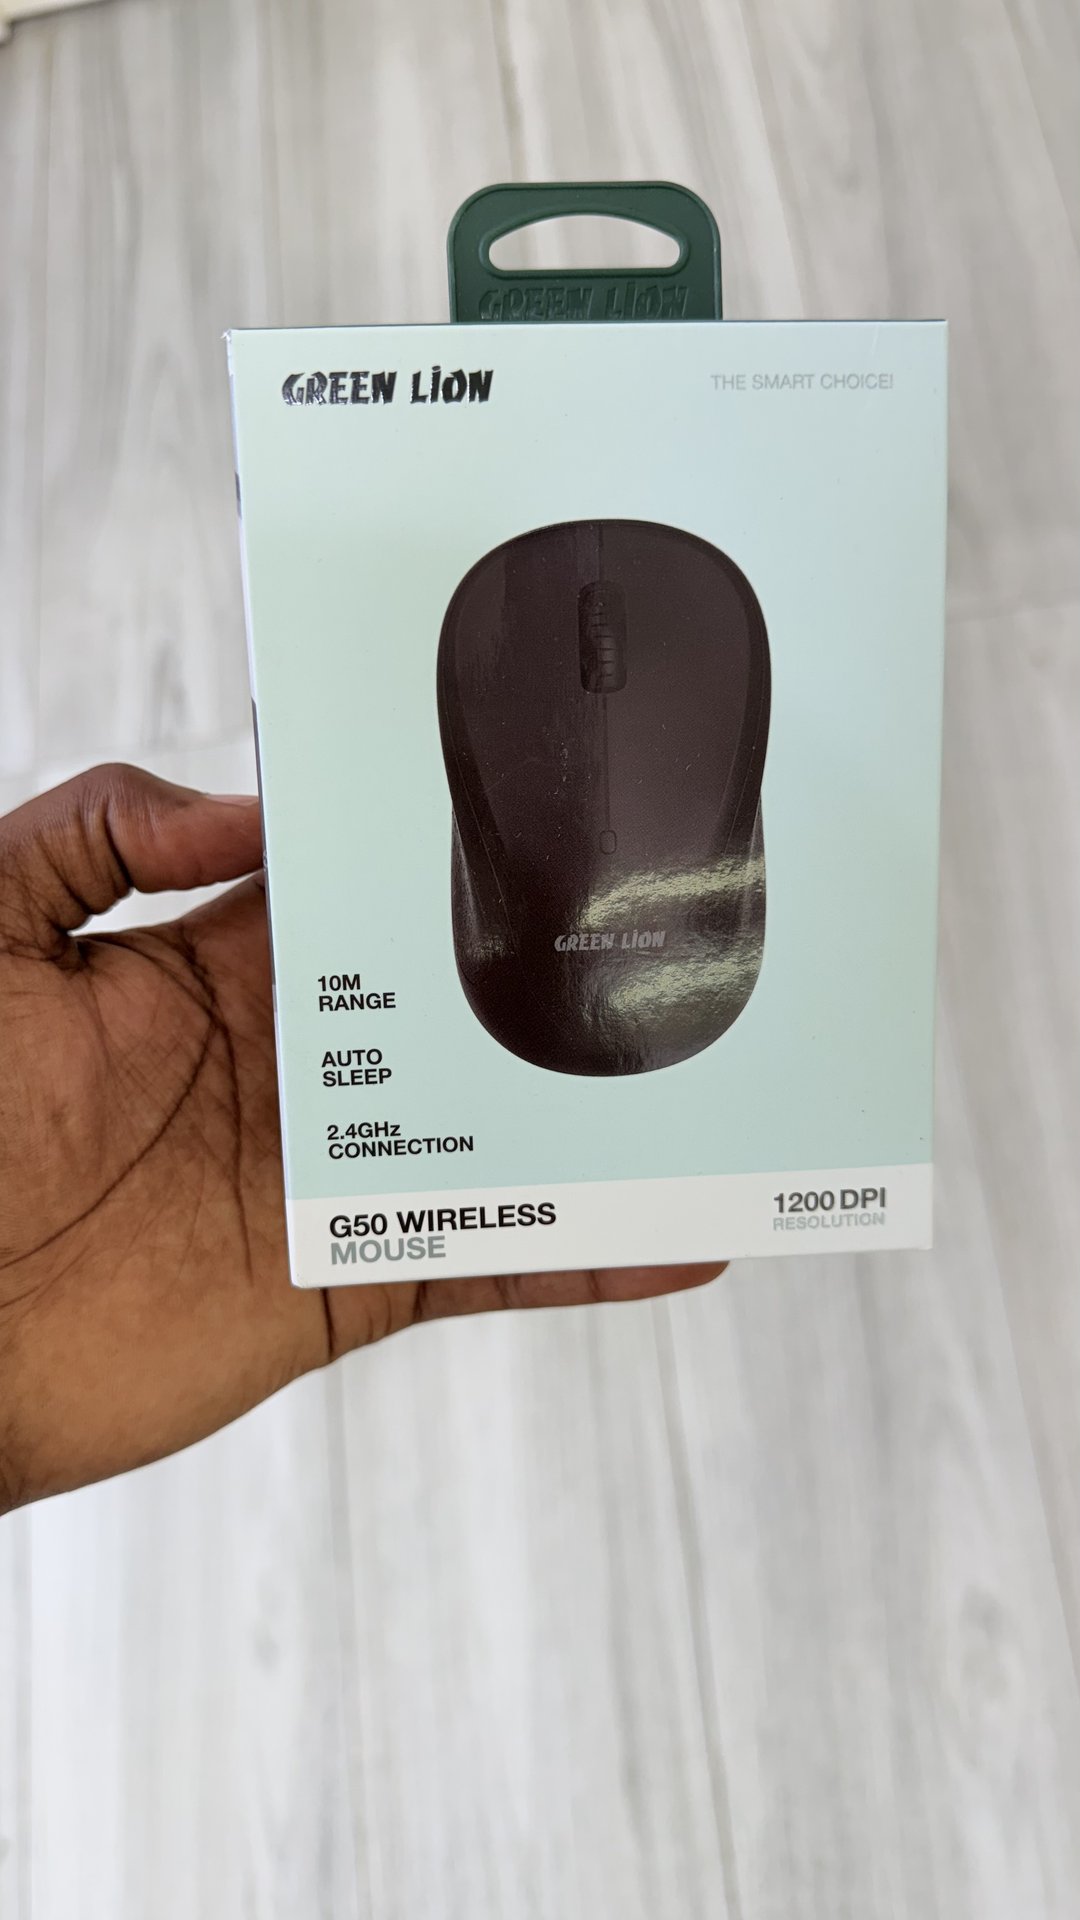 GREEN LION
GREEN LION
THE SMART CHOICE!
GREEN LION
10M
RANGE
AUTO
SLEEP
2.4GHz
CONNECTION
G50 WIRELESS
MOUSE
1200 DPI
RESOLUTION